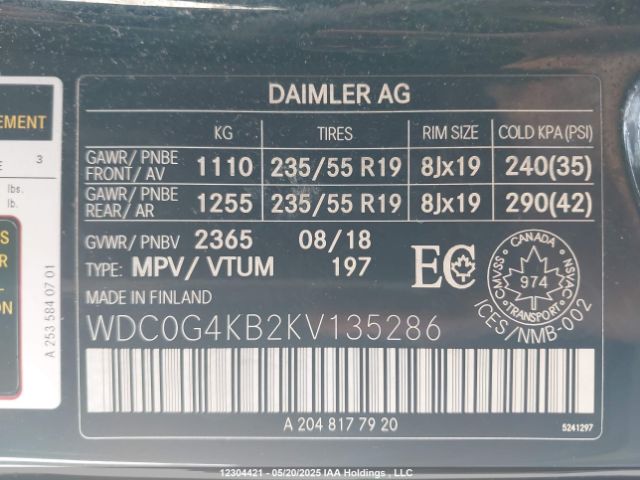 EMENT
E 3
lbs.
lb.
S
R
A 253 584 07 01
DAIMLER AG
KG TIRES RIM SIZE COLD KPA(PSI)
GAWR/ PNBE
FRONT/ AV 1110 235/55 R19 8Jx19 240(35)
GAWR/ PNBE
REAR/ AR 1255 235/55 R19 8Jx19 290(42)
GVWR/ PNBV 2365 08/18
TYPE: MPV/ VTUM 197
EC
CANADA
974
TRANSPORT
CMVSS
NSVAC
ICES/NMB-002
MADE IN FINLAND
WDC0G4KB2KV135286
A 204 817 79 20
5241297
12304421 - 05/20/2025 IAA Holdings , LLC